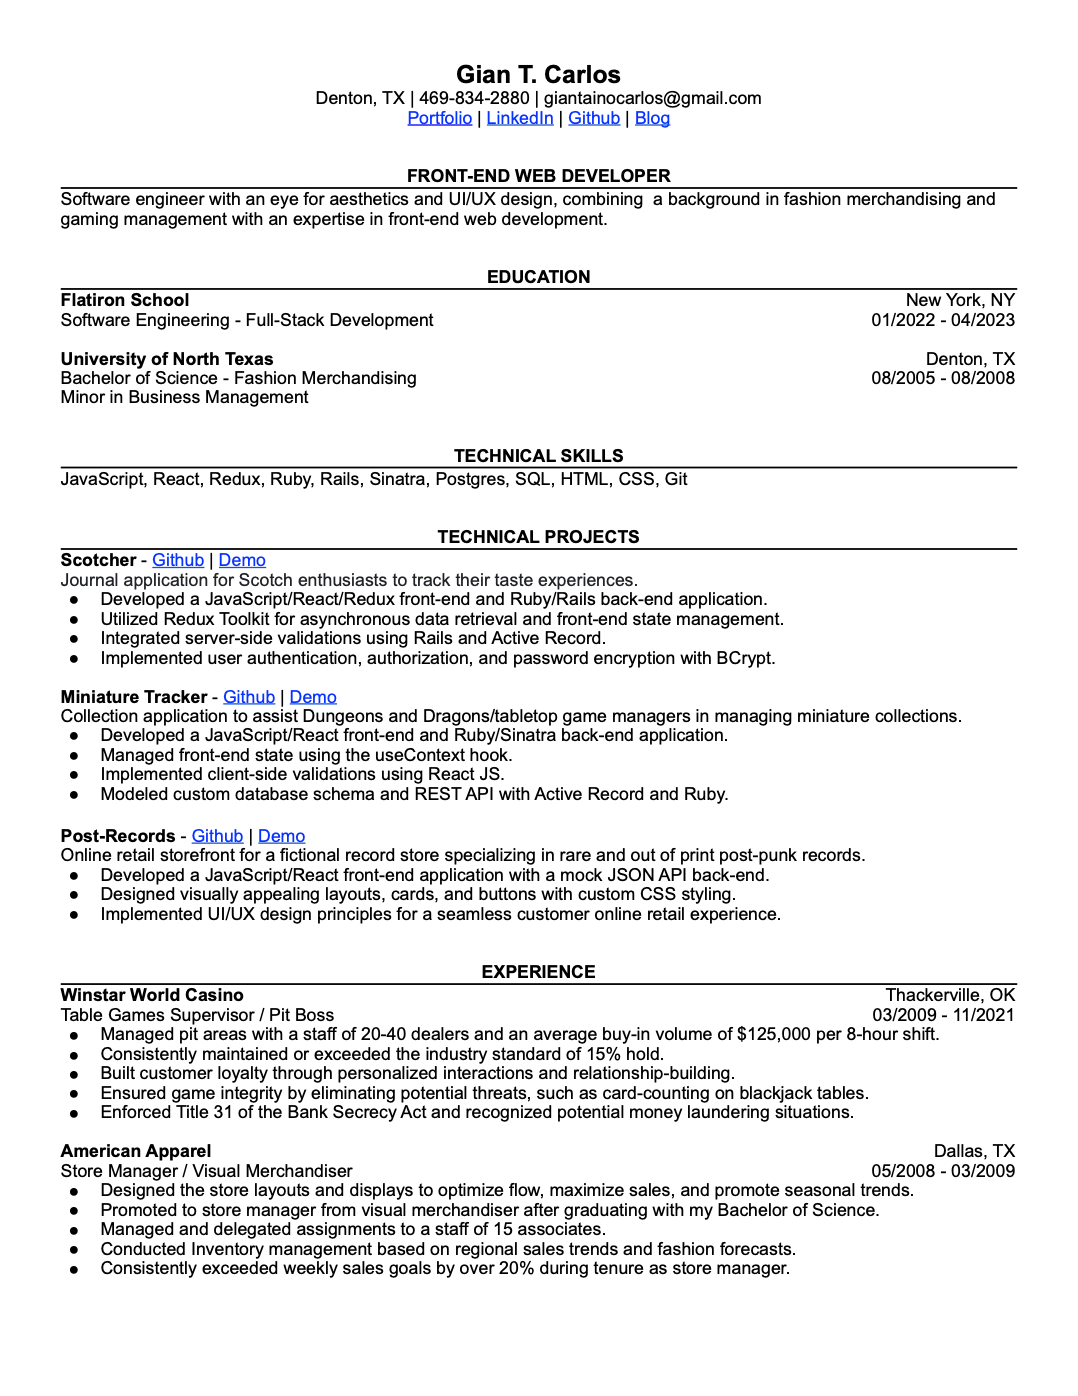 Gian T. Carlos
Denton, TX | 469-834-2880 | giantainocarlos@gmail.com
Portfolio | LinkedIn | Github | Blog
FRONT-END WEB DEVELOPER
Software engineer with an eye for aesthetics and UI/UX design, combining  a background in fashion merchandising and
gaming management with an expertise in front-end web development.
EDUCATION
Flatiron School New York, NY
Software Engineering - Full-Stack Development 01/2022 - 04/2023
University of North Texas Denton, TX
Bachelor of Science - Fashion Merchandising 08/2005 - 08/2008
Minor in Business Management
TECHNICAL SKILLS
JavaScript, React, Redux, Ruby, Rails, Sinatra, Postgres, SQL, HTML, CSS, Git
TECHNICAL PROJECTS
Scotcher - Github | Demo
Journal application for Scotch enthusiasts to track their taste experiences.
● Developed a JavaScript/React/Redux front-end and Ruby/Rails back-end application.
● Utilized Redux Toolkit for asynchronous data retrieval and front-end state management.
● Integrated server-side validations using Rails and Active Record.
● Implemented user authentication, authorization, and password encryption with BCrypt.
Miniature Tracker - Github | Demo
Collection application to assist Dungeons and Dragons/tabletop game managers in managing miniature collections.
● Developed a JavaScript/React front-end and Ruby/Sinatra back-end application.
● Managed front-end state using the useContext hook.
● Implemented client-side validations using React JS.
● Modeled custom database schema and REST API with Active Record and Ruby.
Post-Records - Github | Demo
Online retail storefront for a fictional record store specializing in rare and out of print post-punk records.
● Developed a JavaScript/React front-end application with a mock JSON API back-end.
● Designed visually appealing layouts, cards, and buttons with custom CSS styling.
● Implemented UI/UX design principles for a seamless customer online retail experience.
EXPERIENCE
Winstar World Casino Thackerville, OK
Table Games Supervisor / Pit Boss 03/2009 - 11/2021
● Managed pit areas with a staff of 20-40 dealers and an average buy-in volume of $125,000 per 8-hour shift.
● Consistently maintained or exceeded the industry standard of 15% hold.
● Built customer loyalty through personalized interactions and relationship-building.
● Ensured game integrity by eliminating potential threats, such as card-counting on blackjack tables.
● Enforced Title 31 of the Bank Secrecy Act and recognized potential money laundering situations.
American Apparel Dallas, TX
Store Manager / Visual Merchandiser 05/2008 - 03/2009
● Designed the store layouts and displays to optimize flow, maximize sales, and promote seasonal trends.
● Promoted to store manager from visual merchandiser after graduating with my Bachelor of Science.
● Managed and delegated assignments to a staff of 15 associates.
● Conducted Inventory management based on regional sales trends and fashion forecasts.
● Consistently exceeded weekly sales goals by over 20% during tenure as store manager.